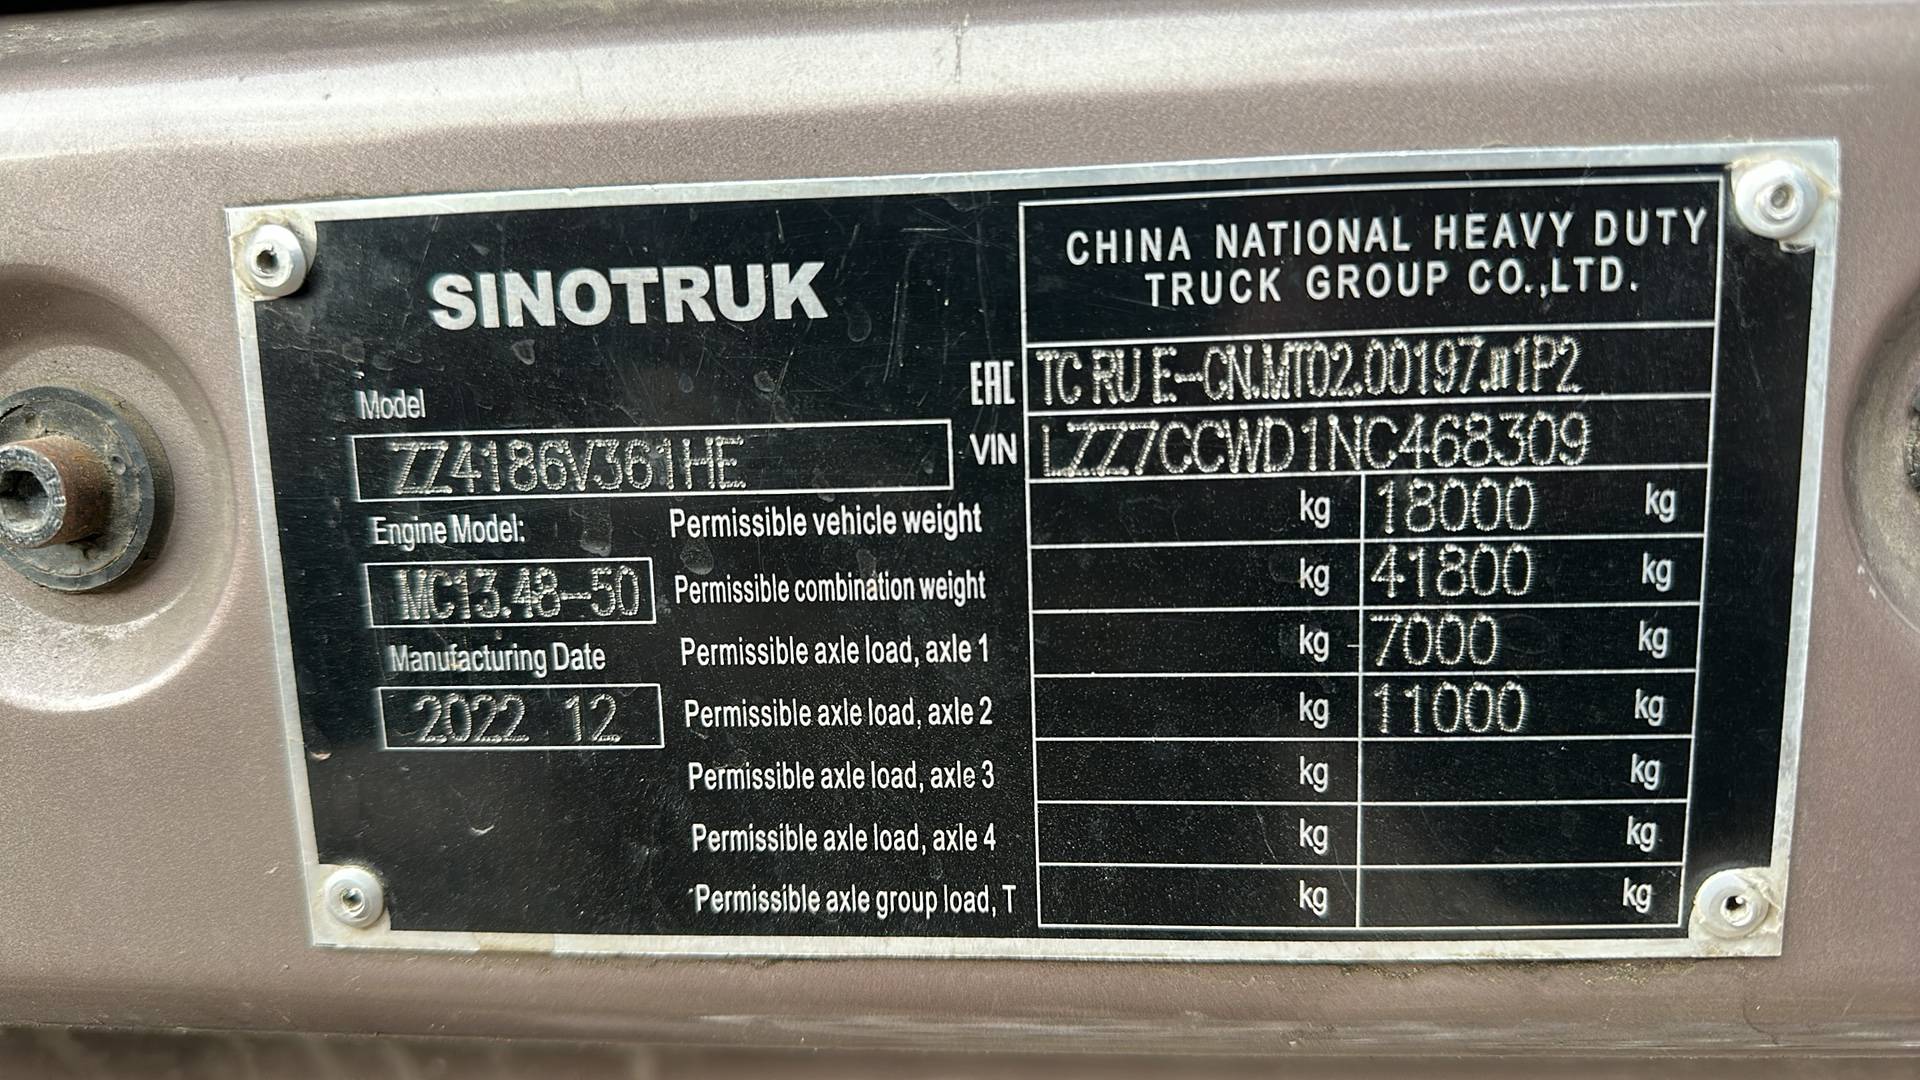 SINOTRUK
CHINA NATIONAL HEAVY DUTY
TRUCK GROUP CO.,LTD.
EAC TC RU E-CN.MT02.00197.п1P2
VIN LZZ7CCWD1NC468309
Model
ZZ4186V361HE
Engine Model:
MC13.48-50
Manufacturing Date
2022 12
Permissible vehicle weight kg 18000 kg
Permissible combination weight kg 41800 kg
Permissible axle load, axle 1 kg 7000 kg
Permissible axle load, axle 2 kg 11000 kg
Permissible axle load, axle 3 kg kg
Permissible axle load, axle 4 kg kg
Permissible axle group load, T kg kg